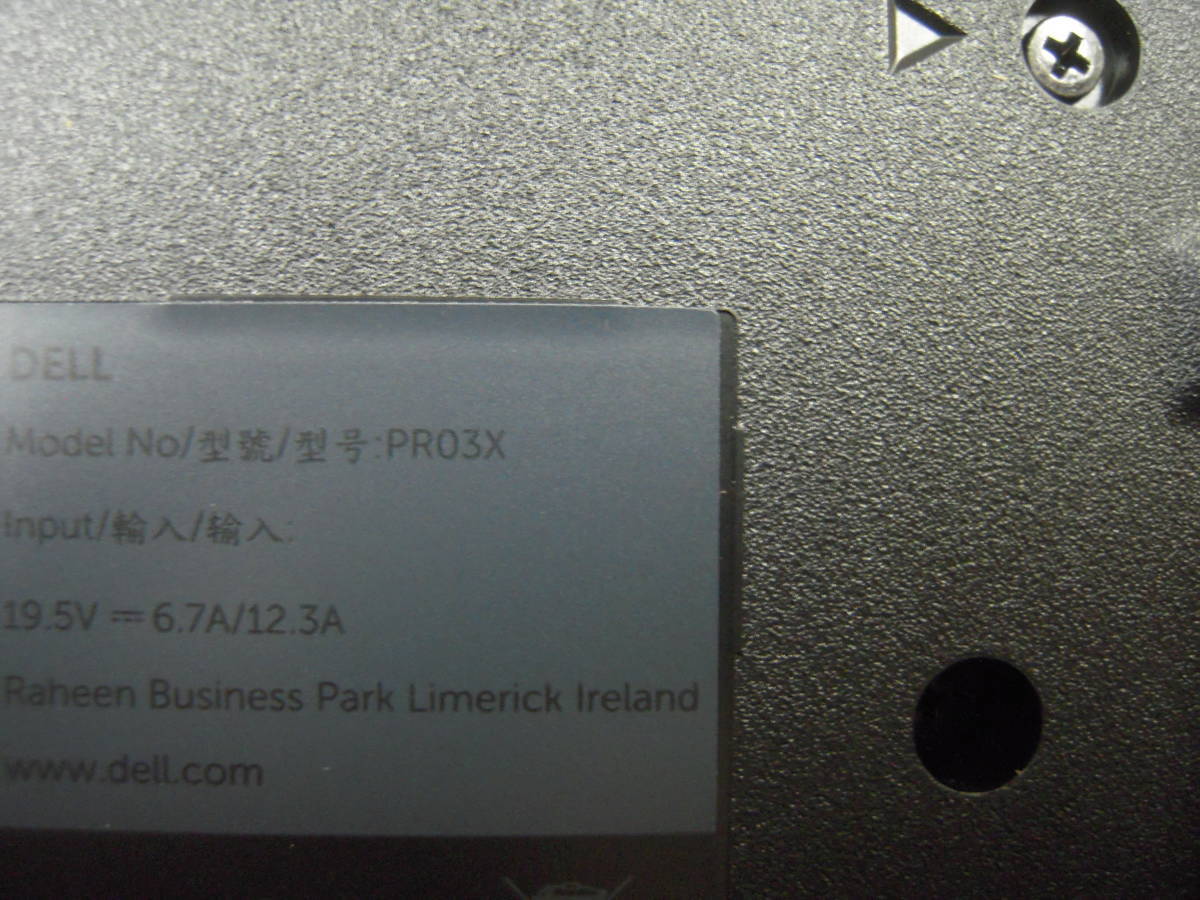 DELL
Model No/型號/型号:PR03X
Input/輸入/输入:
19.5V ⎓ 6.7A/12.3A
Raheen Business Park Limerick Ireland
www.dell.com